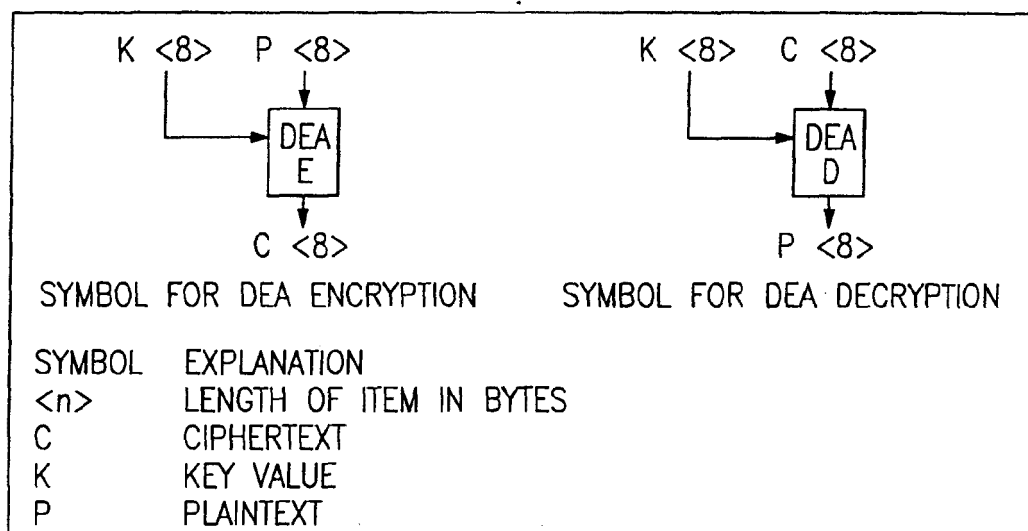 K <8> P <8> K <8> C <8>
DEA E DEA D
C <8> P <8>
SYMBOL FOR DEA ENCRYPTION SYMBOL FOR DEA DECRYPTION
SYMBOL EXPLANATION
<n> LENGTH OF ITEM IN BYTES
C CIPHERTEXT
K KEY VALUE
P PLAINTEXT